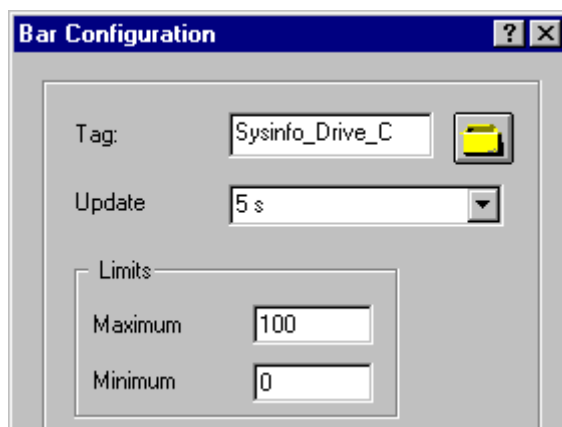 Bar Configuration
Tag: Sysinfo_Drive_C
Update 5 s
Limits
Maximum 100
Minimum 0